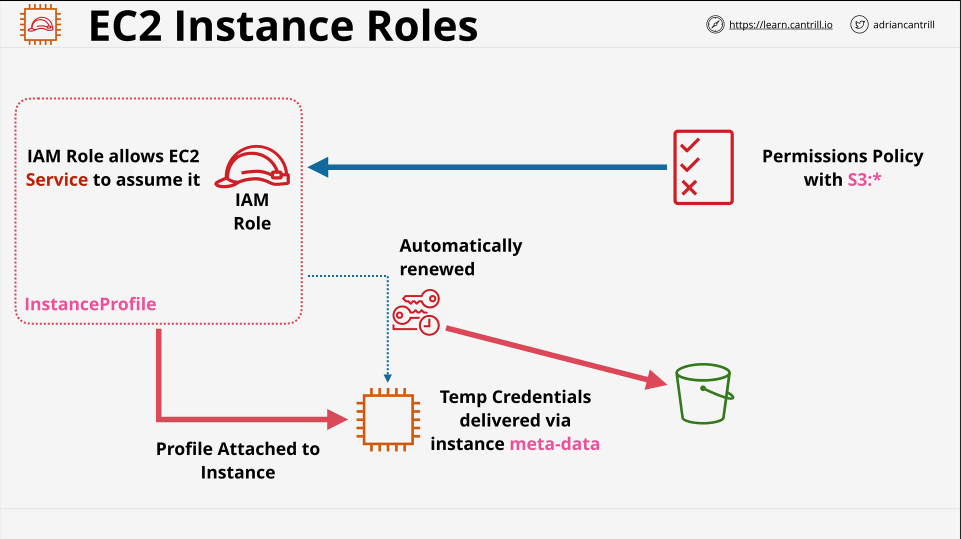 EC2 Instance Roles
https://learn.cantrill.io
adriancantrill
IAM Role allows EC2
Service to assume it
IAM
Role
InstanceProfile
Permissions Policy
with S3:*
Automatically
renewed
Temp Credentials
delivered via
instance meta-data
Profile Attached to
Instance